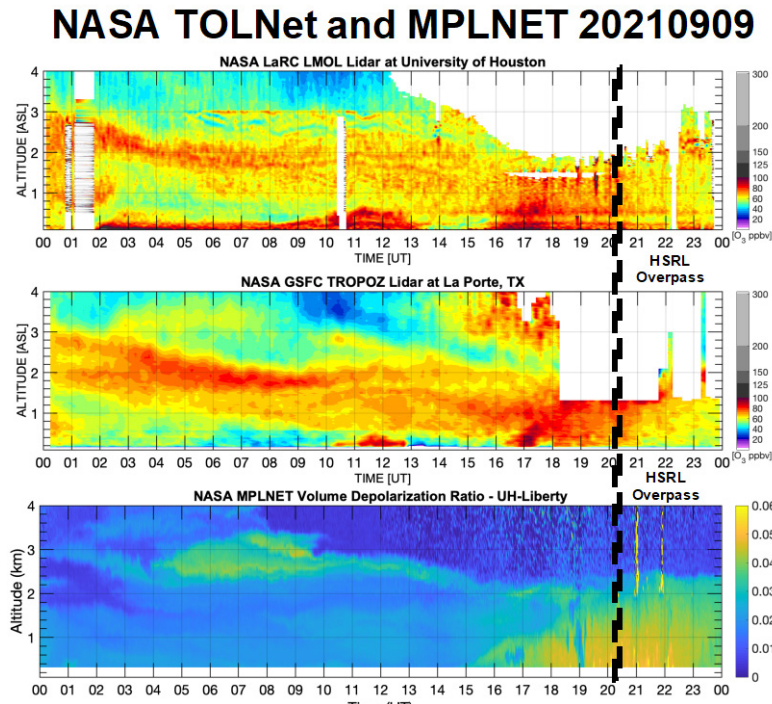 NASA TOLNet and MPLNET 20210909
NASA LaRC LMOL Lidar at University of Houston
4
3
2
1
ALTITUDE [ASL]
00 01 02 03 04 05 06 07 08 09 10 11 12 13 14 15 16 17 18 19 20 21 22 23 00
TIME [UT]
300
200
150
125
100
80
60
40
20
[O3 ppbv]
HSRL
Overpass
NASA GSFC TROPOZ Lidar at La Porte, TX
4
3
2
1
ALTITUDE [ASL]
00 01 02 03 04 05 06 07 08 09 10 11 12 13 14 15 16 17 18 19 20 21 22 23 00
TIME [UT]
300
200
150
125
100
80
60
40
20
[O3 ppbv]
HSRL
Overpass
NASA MPLNET Volume Depolarization Ratio - UH-Liberty
4
3
2
1
Altitude (km)
00 01 02 03 04 05 06 07 08 09 10 11 12 13 14 15 16 17 18 19 20 21 22 23 00
0.06
0.05
0.04
0.03
0.02
0.01
0